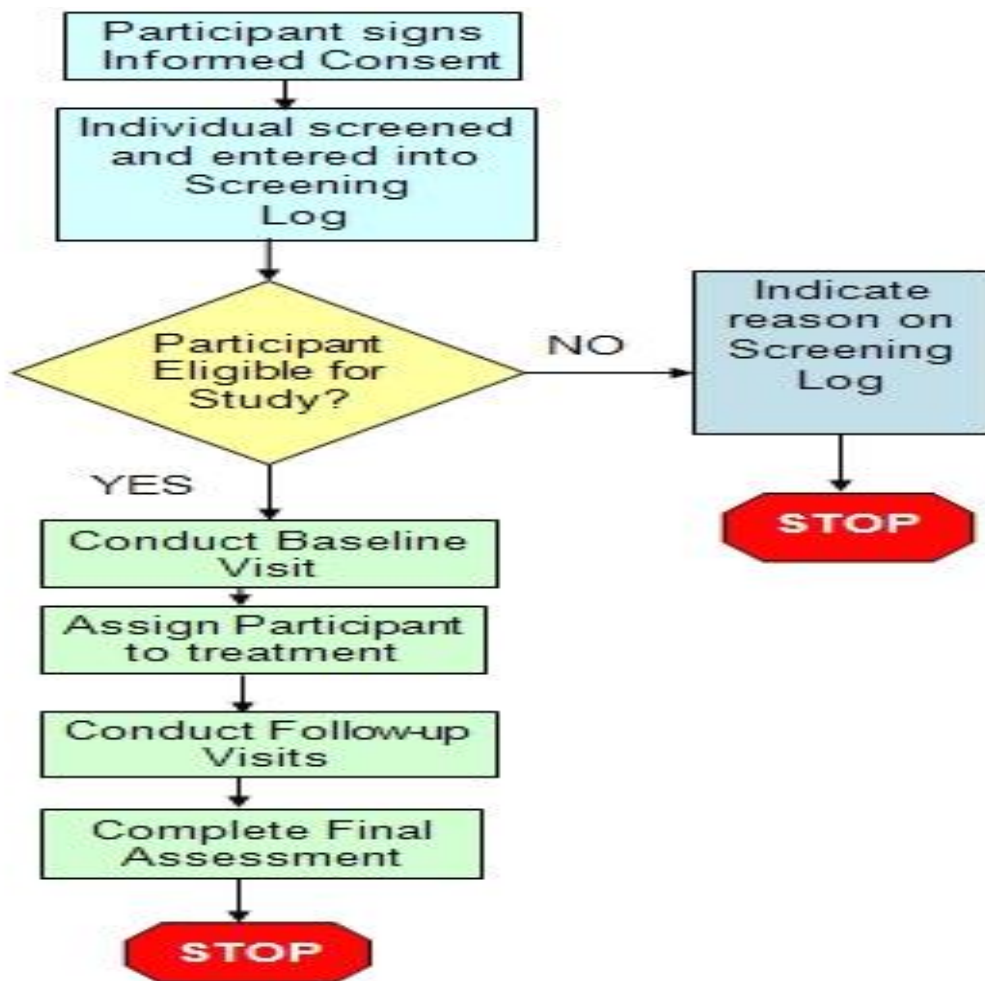 Participant signs
Informed Consent
Individual screened
and entered into
Screening
Log
Participant
Eligible for
Study?
NO
Indicate
reason on
Screening
Log
STOP
YES
Conduct Baseline
Visit
Assign Participant
to treatment
Conduct Follow-up
Visits
Complete Final
Assessment
STOP